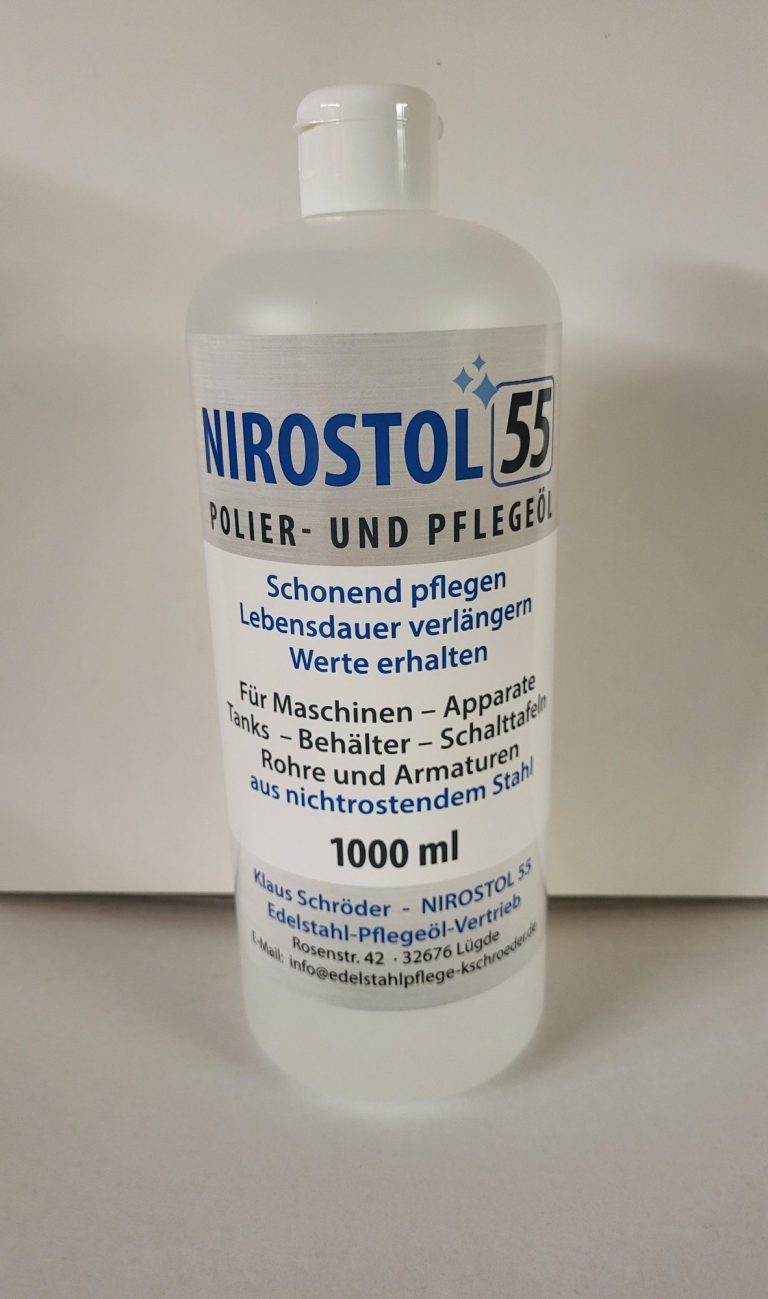 NIROSTOL 55
POLIER- UND PFLEGEÖL
Schonend pflegen
Lebensdauer verlängern
Werte erhalten
Für Maschinen – Apparate
Tanks – Behälter – Schalttafeln
Rohre und Armaturen
aus nichtrostendem Stahl
1000 ml
Klaus Schröder - NIROSTOL 55
Edelstahl-Pflegeöl-Vertrieb
Rosenstr. 42 · 32676 Lügde
E-Mail: info@edelstahlpflege-kschroeder.de